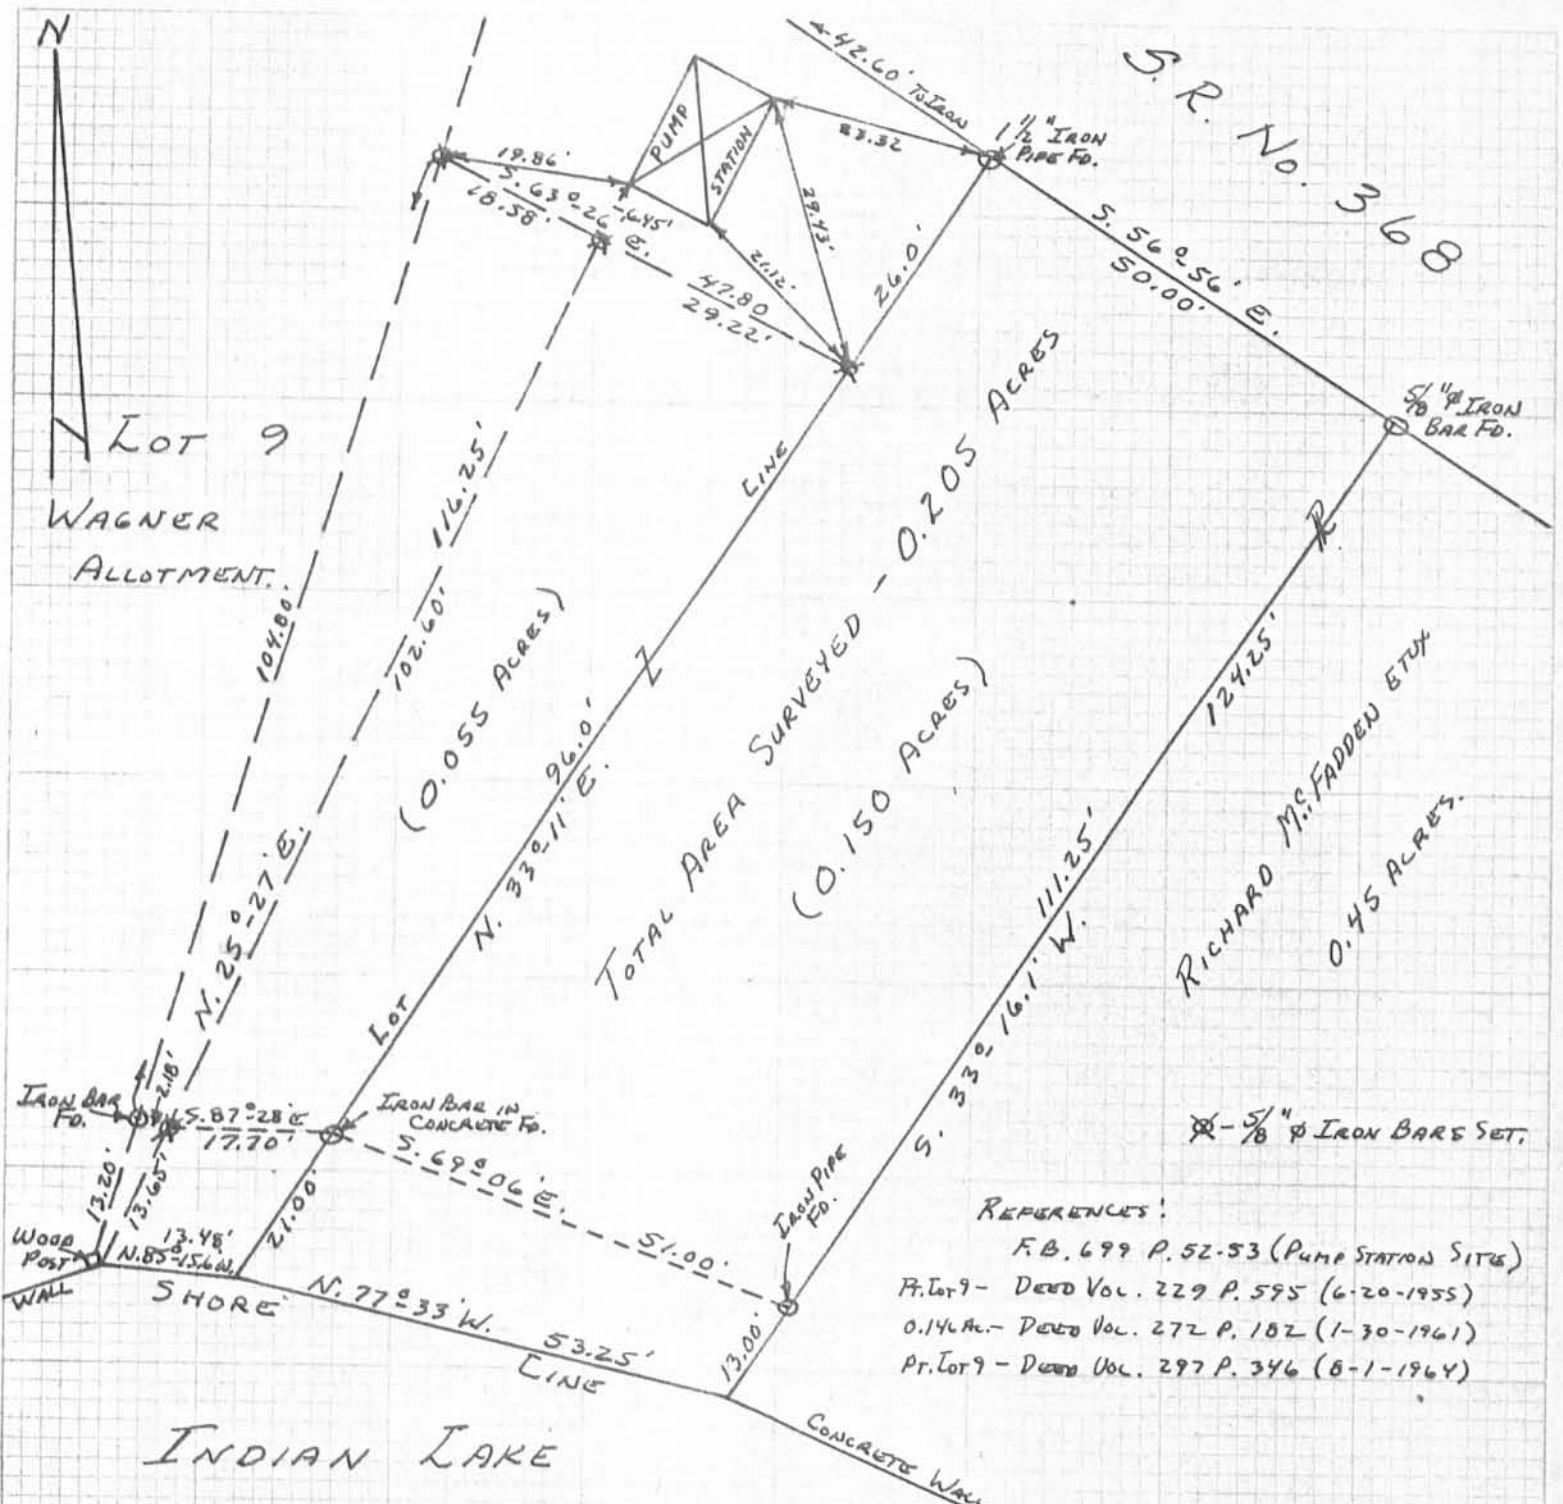 N
S. R. No. 368
42.60' To Iron
1 1/2" Iron
Pipe Fd.
23.32
19.86'
PUMP
STATION
S. 63°-26' E.
18.58'
6.45'
29.43'
21.12'
26.0'
47.80
29.22'
S. 56°-56' E.
50.00'
5/8"φ Iron
Bar Fd.
Lot 9
Wagner
Allotment.
116.25'
102.60'
104.80'
(0.055 Acres)
Line
Total Area Surveyed - 0.205 Acres
(0.150 Acres)
96.0'
N. 33°-11' E.
Lot
124.25'
111.25'
S. 33°-16.1' W.
Richard McFadden etux
0.45 Acres.
N. 25°-27' E.
2.18'
Iron Bar
Fd.
S. 87°-28' E
17.70'
Iron Bar in
Concrete Fd.
S. 69°-06' E.
51.00'
Iron Pipe
Fd.
- 5/8"φ Iron Bars Set.
13.20'
13.65'
21.00'
13.48'
N. 85°-15.6' W.
Wood
Post
Wall
Shore
N. 77°-33' W.
53.25'
Line
13.00'
Concrete Wall
References:
F.B. 699 P. 52-53 (Pump Station Site)
Pt. Lot 9 - Deed Vol. 229 P. 595 (6-20-1955)
0.146 Ac. - Deed Vol. 272 P. 182 (1-30-1961)
Pt. Lot 9 - Deed Vol. 297 P. 346 (8-1-1964)
Indian Lake